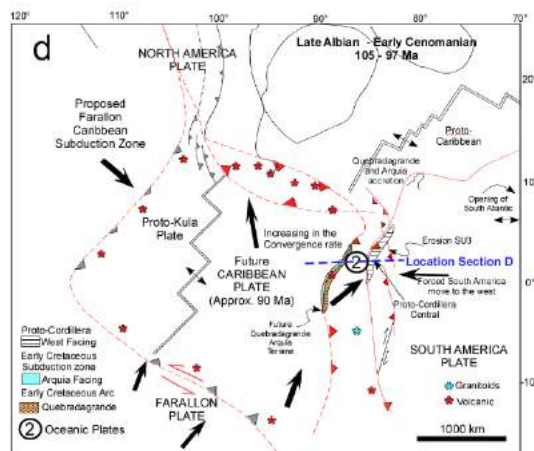 120° 110° 100° 90° 80° 70°
d
Late Albian - Early Cenomanian
105 - 97 Ma
NORTH AMERICA
PLATE
20°
Proposed
Farallon
Caribbean
Subduction Zone
Proto-
Caribbean
Quebradagrande
and Arquia
accretion
Opening of
South Atlantic
10°
Proto-Kula
Plate
Increasing in the
Convergence rate
Erosion SU3
Future
CARIBBEAN
PLATE
(Approx. 90 Ma)
2
Location Section D
Forced South America
move to the west
0°
Proto-Cordillera
Central
Future
Quebradagrande
Arquia
Terrene
Proto-Cordillera
West Facing
Early Cretaceous
Subduction zone
Arquia Facing
Early Cretaceous Arc
Quebradagrande
2 Oceanic Plates
SOUTH AMERICA
PLATE
Granitoids
Volcanic
-10°
FARALLON
PLATE
1000 km